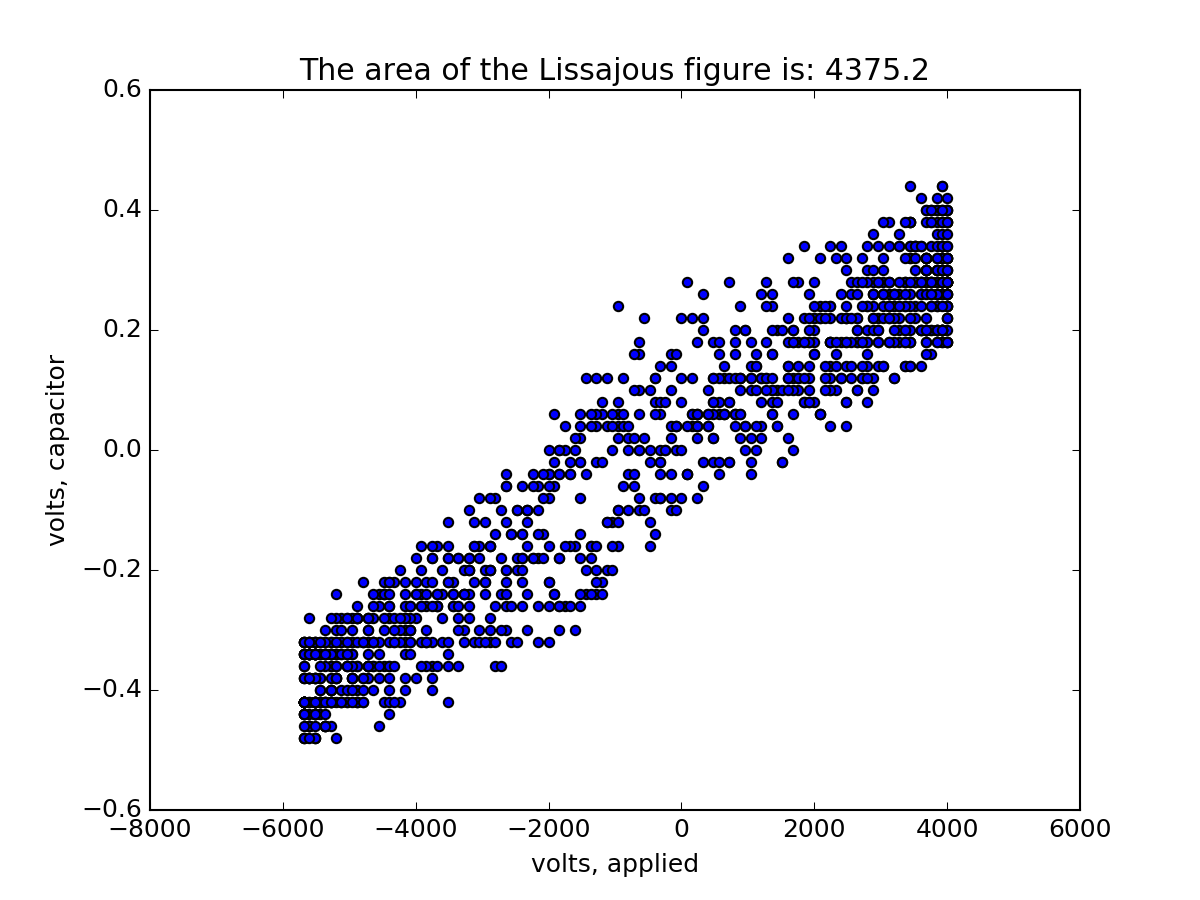 The area of the Lissajous figure is: 4375.2
0.6
0.4
0.2
0.0
−0.2
−0.4
−0.6
volts, capacitor
−8000 −6000 −4000 −2000 0 2000 4000 6000
volts, applied